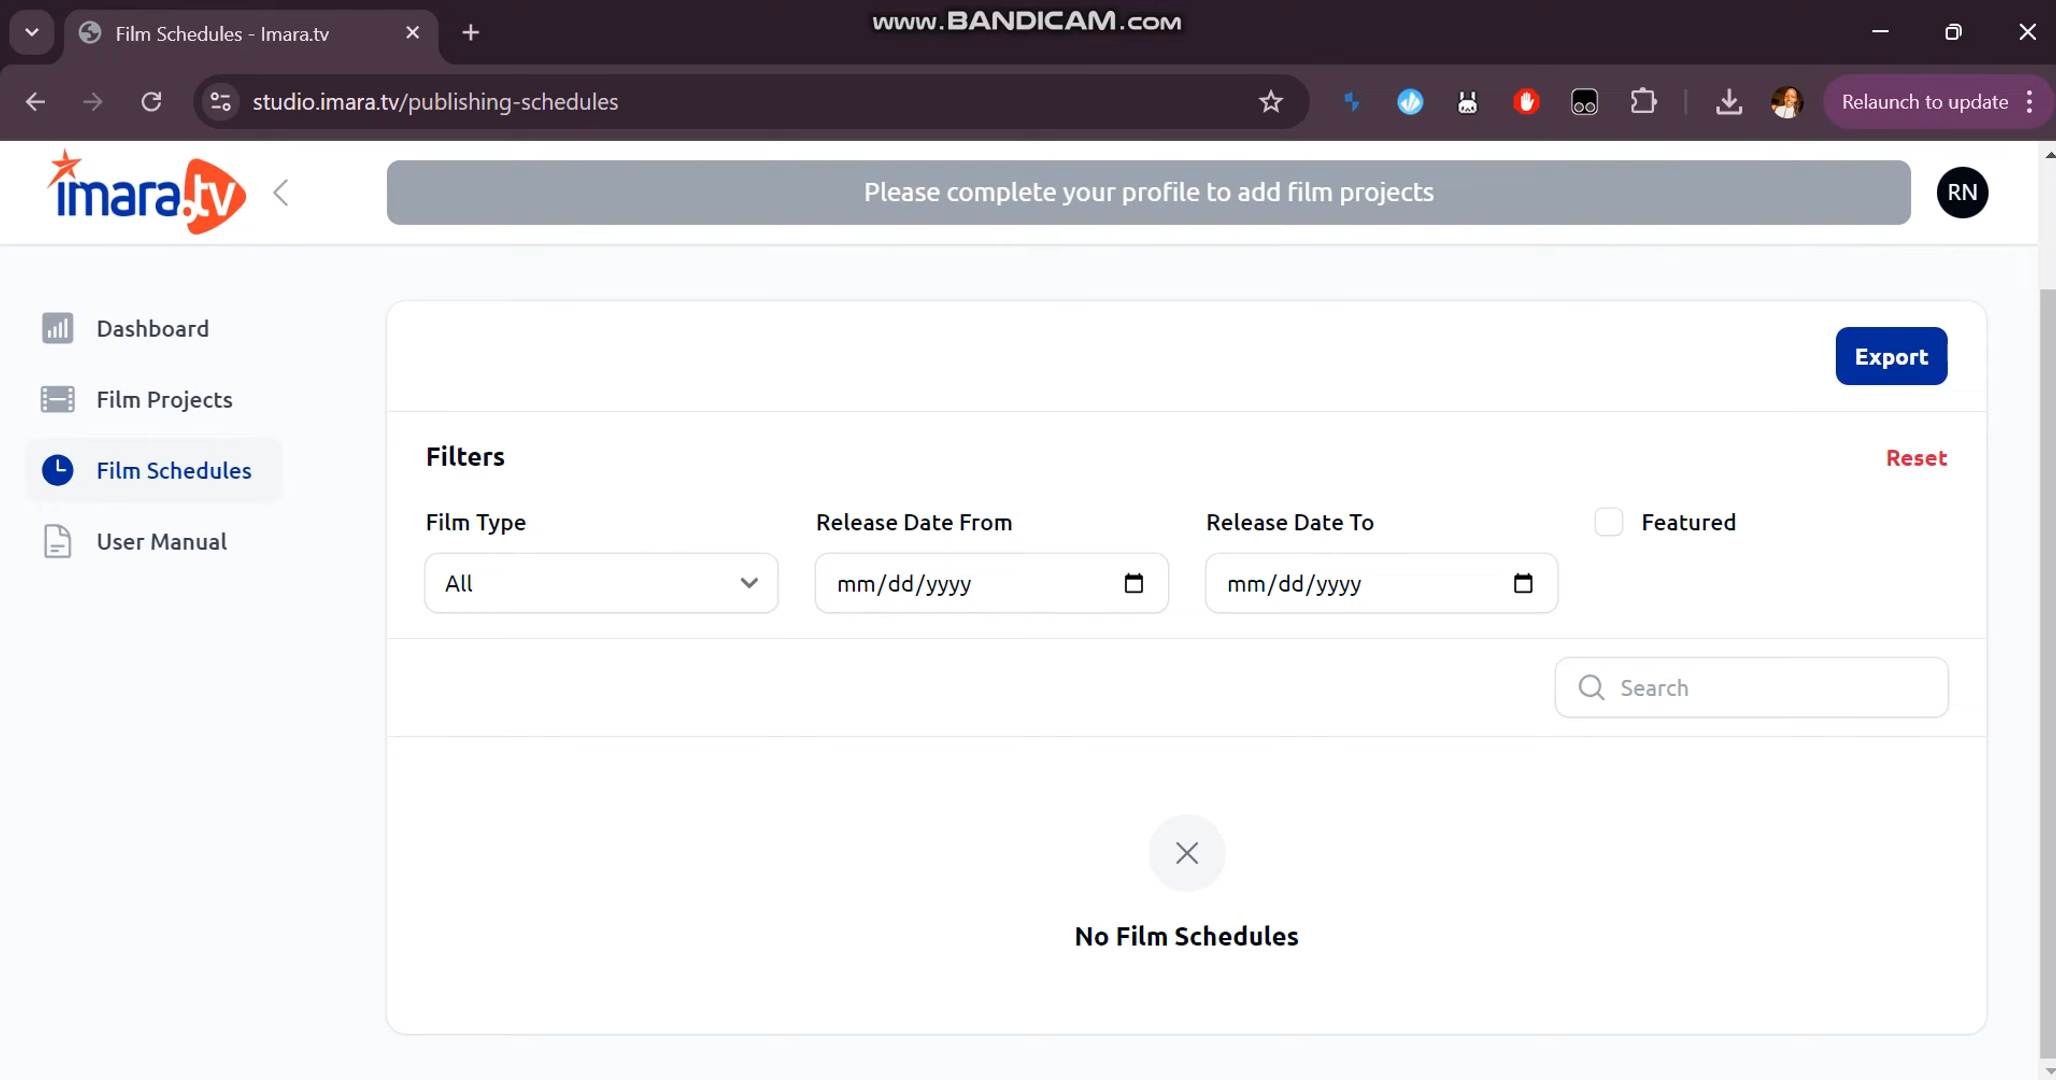 www.BANDICAM.com
Film Schedules - Imara.tv
studio.imara.tv/publishing-schedules
Relaunch to update
imara.tv
Please complete your profile to add film projects
RN
Dashboard
Film Projects
Film Schedules
User Manual
Export
Filters
Reset
Film Type
Release Date From
Release Date To
Featured
All
mm/dd/yyyy
mm/dd/yyyy
Search
No Film Schedules